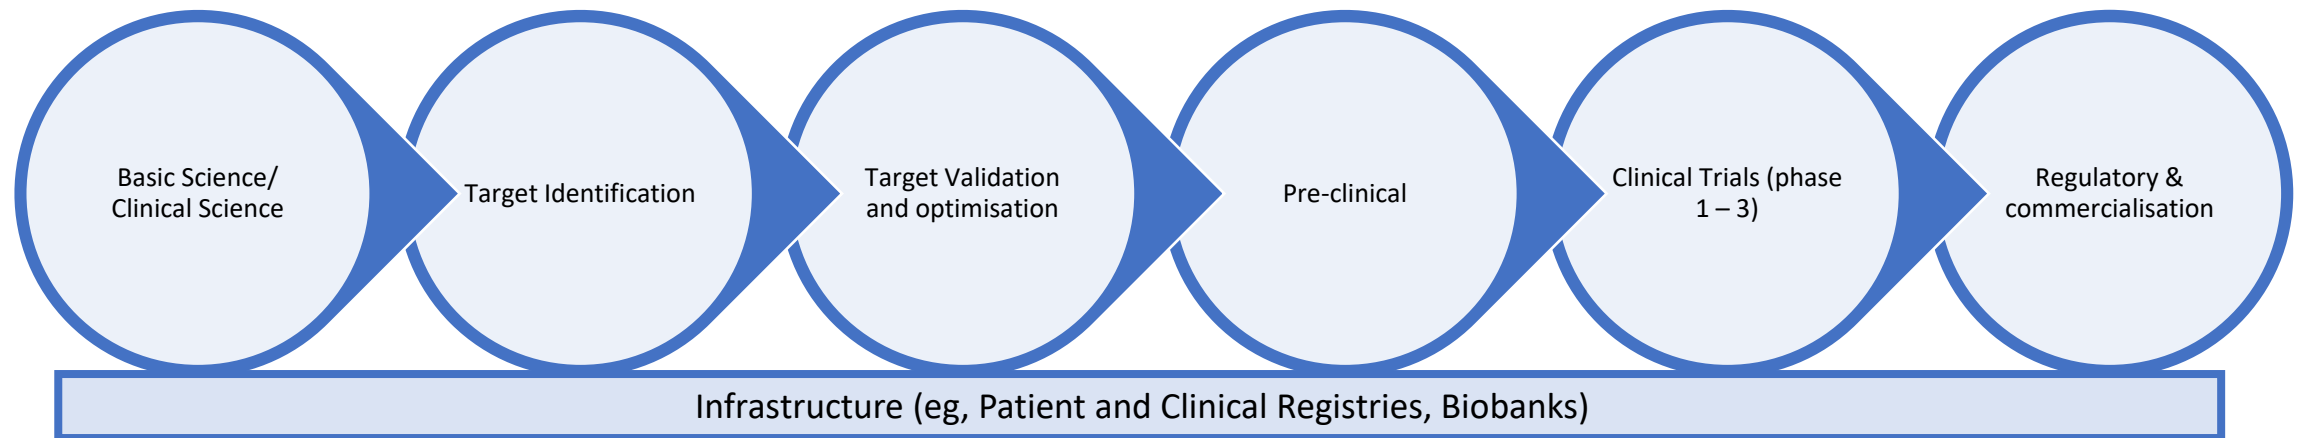 Basic Science/
Clinical Science
Target Identification
Target Validation
and optimisation
Pre-clinical
Clinical Trials (phase
1 – 3)
Regulatory &
commercialisation
Infrastructure (eg, Patient and Clinical Registries, Biobanks)